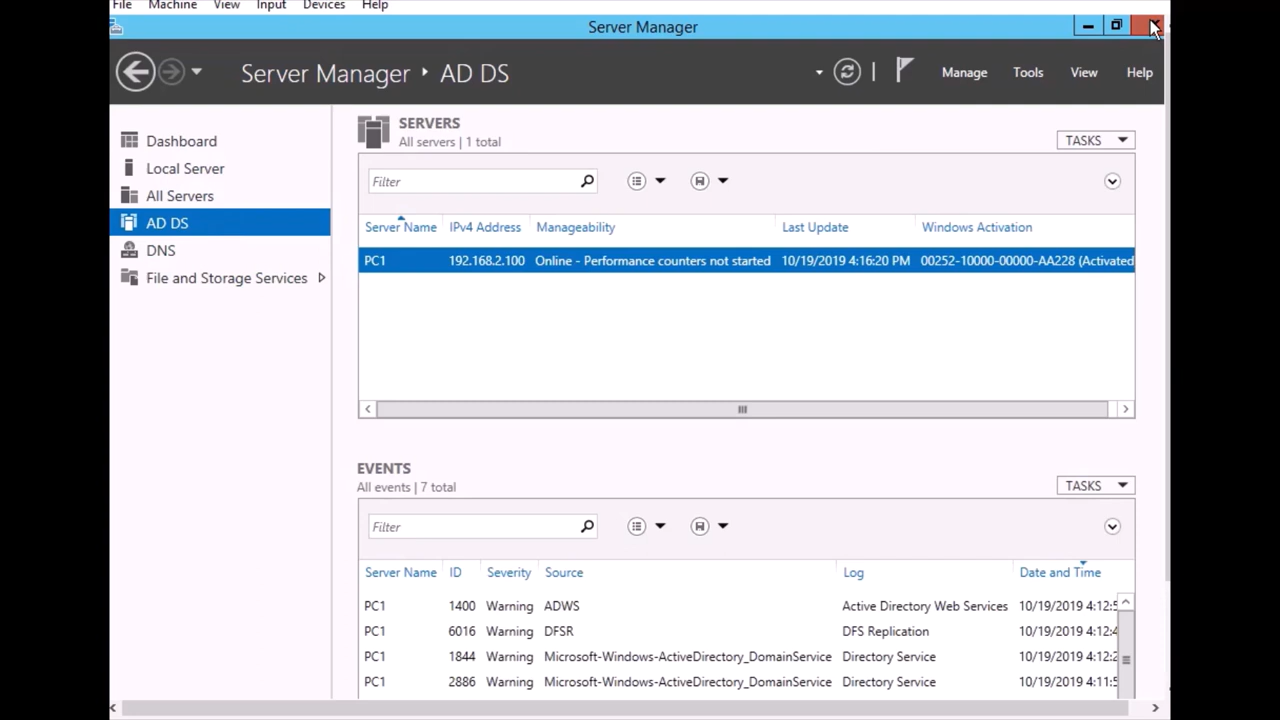 File Machine View Input Devices Help
Server Manager
Server Manager AD DS Manage Tools View Help
Dashboard
Local Server
All Servers
AD DS
DNS
File and Storage Services
SERVERS
All servers | 1 total
TASKS
Filter
Server Name IPv4 Address Manageability Last Update Windows Activation
PC1 192.168.2.100 Online - Performance counters not started 10/19/2019 4:16:20 PM 00252-10000-00000-AA228 (Activated
EVENTS
All events | 7 total
TASKS
Filter
Server Name ID Severity Source Log Date and Time
PC1 1400 Warning ADWS Active Directory Web Services 10/19/2019 4:12:5
PC1 6016 Warning DFSR DFS Replication 10/19/2019 4:12:4
PC1 1844 Warning Microsoft-Windows-ActiveDirectory_DomainService Directory Service 10/19/2019 4:12:2
PC1 2886 Warning Microsoft-Windows-ActiveDirectory_DomainService Directory Service 10/19/2019 4:11:5